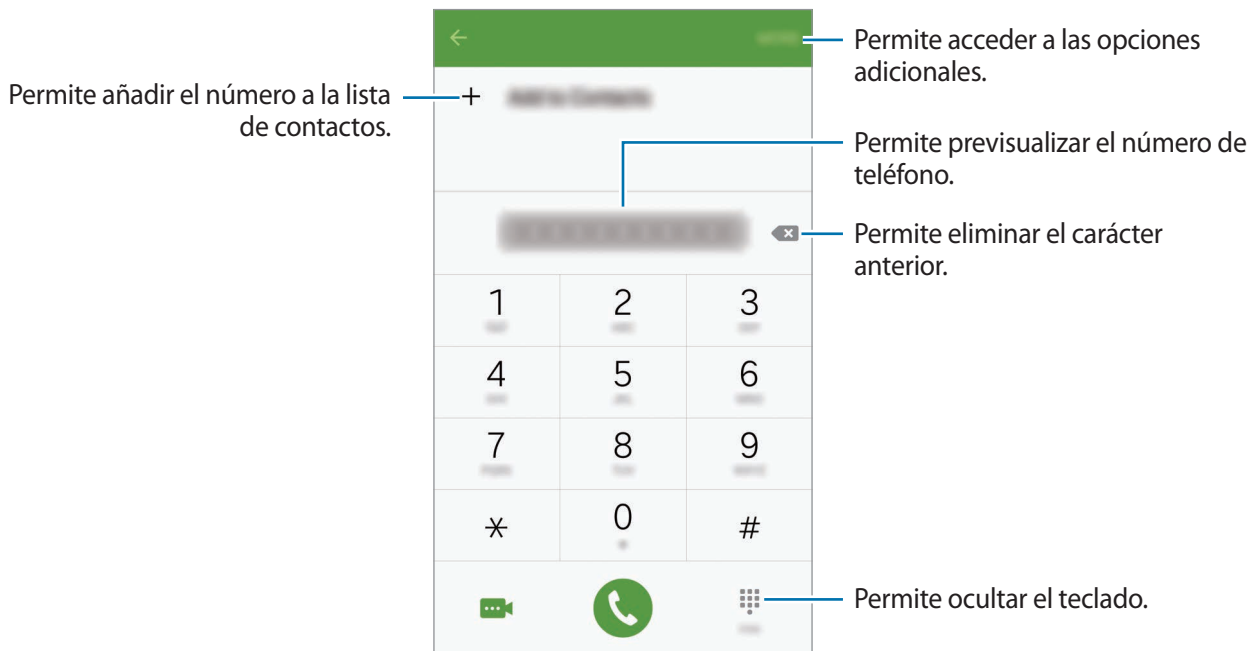 Permite acceder a las opciones
adicionales.
Permite añadir el número a la lista
de contactos.
Permite previsualizar el número de
teléfono.
Permite eliminar el carácter
anterior.
1 2 3
4 5 6
7 8 9
* 0 #
Permite ocultar el teclado.